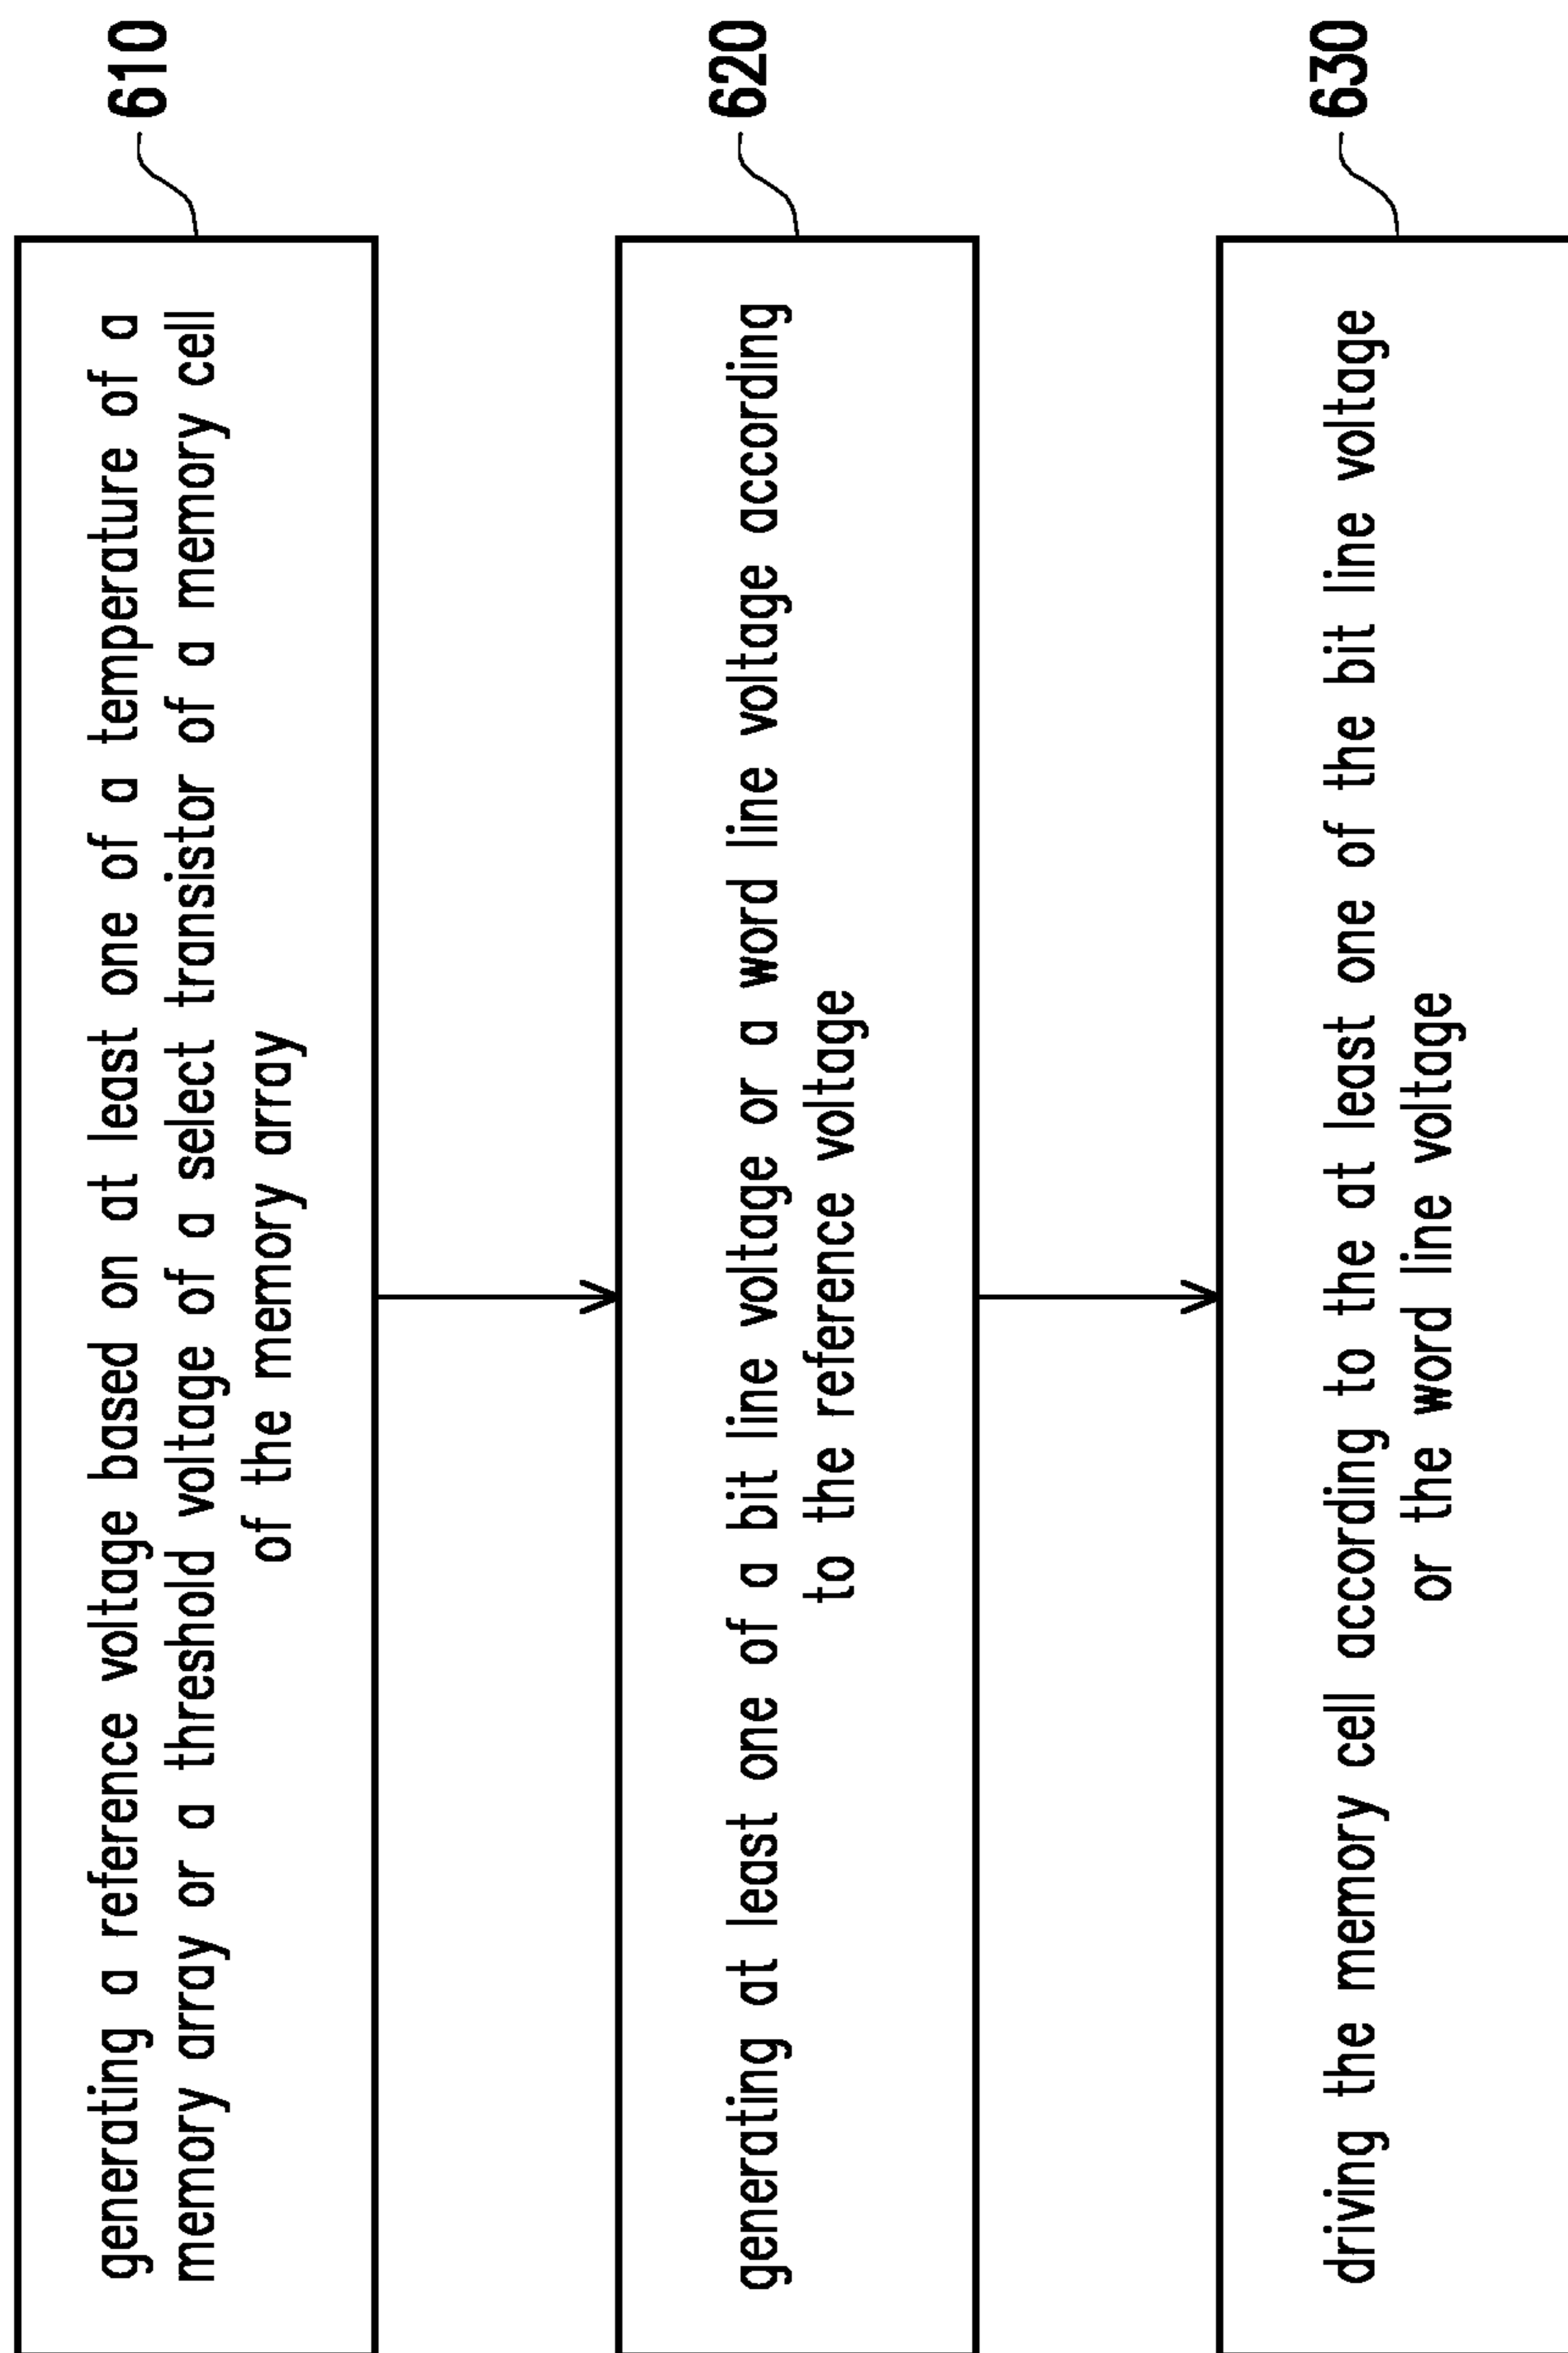 generating a reference voltage based on at least one of a temperature of a
memory array or a threshold voltage of a select transistor of a memory cell
of the memory array
610
generating at least one of a bit line voltage or a word line voltage according
to the reference voltage
620
driving the memory cell according to the at least one of the bit line voltage
or the word line voltage
630